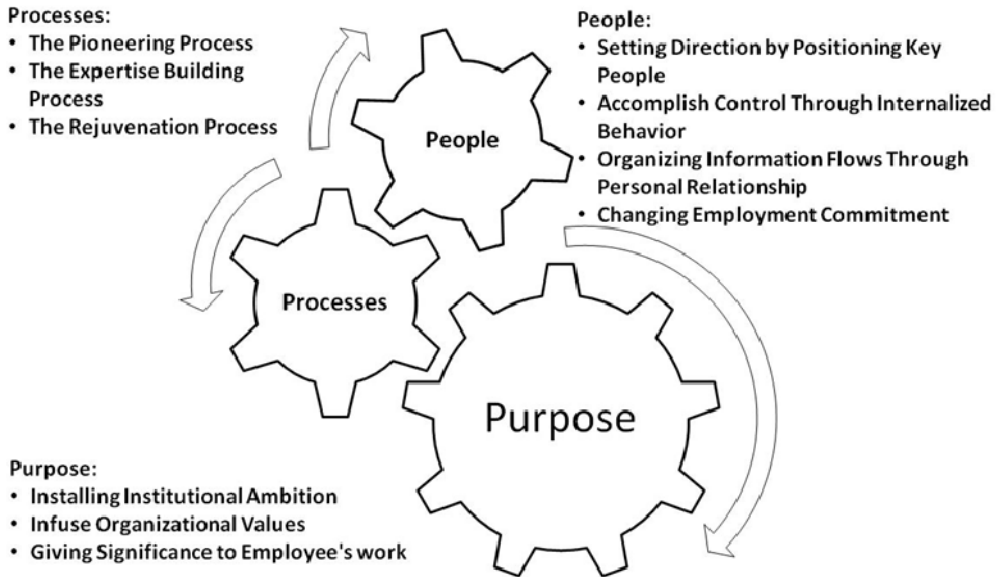 Processes:
• The Pioneering Process
• The Expertise Building
Process
• The Rejuvenation Process
People:
• Setting Direction by Positioning Key
People
• Accomplish Control Through Internalized
Behavior
• Organizing Information Flows Through
Personal Relationship
• Changing Employment Commitment
People
Processes
Purpose
Purpose:
• Installing Institutional Ambition
• Infuse Organizational Values
• Giving Significance to Employee's work